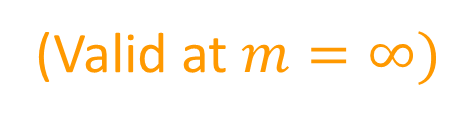 (Valid at 𝑚 = ∞)